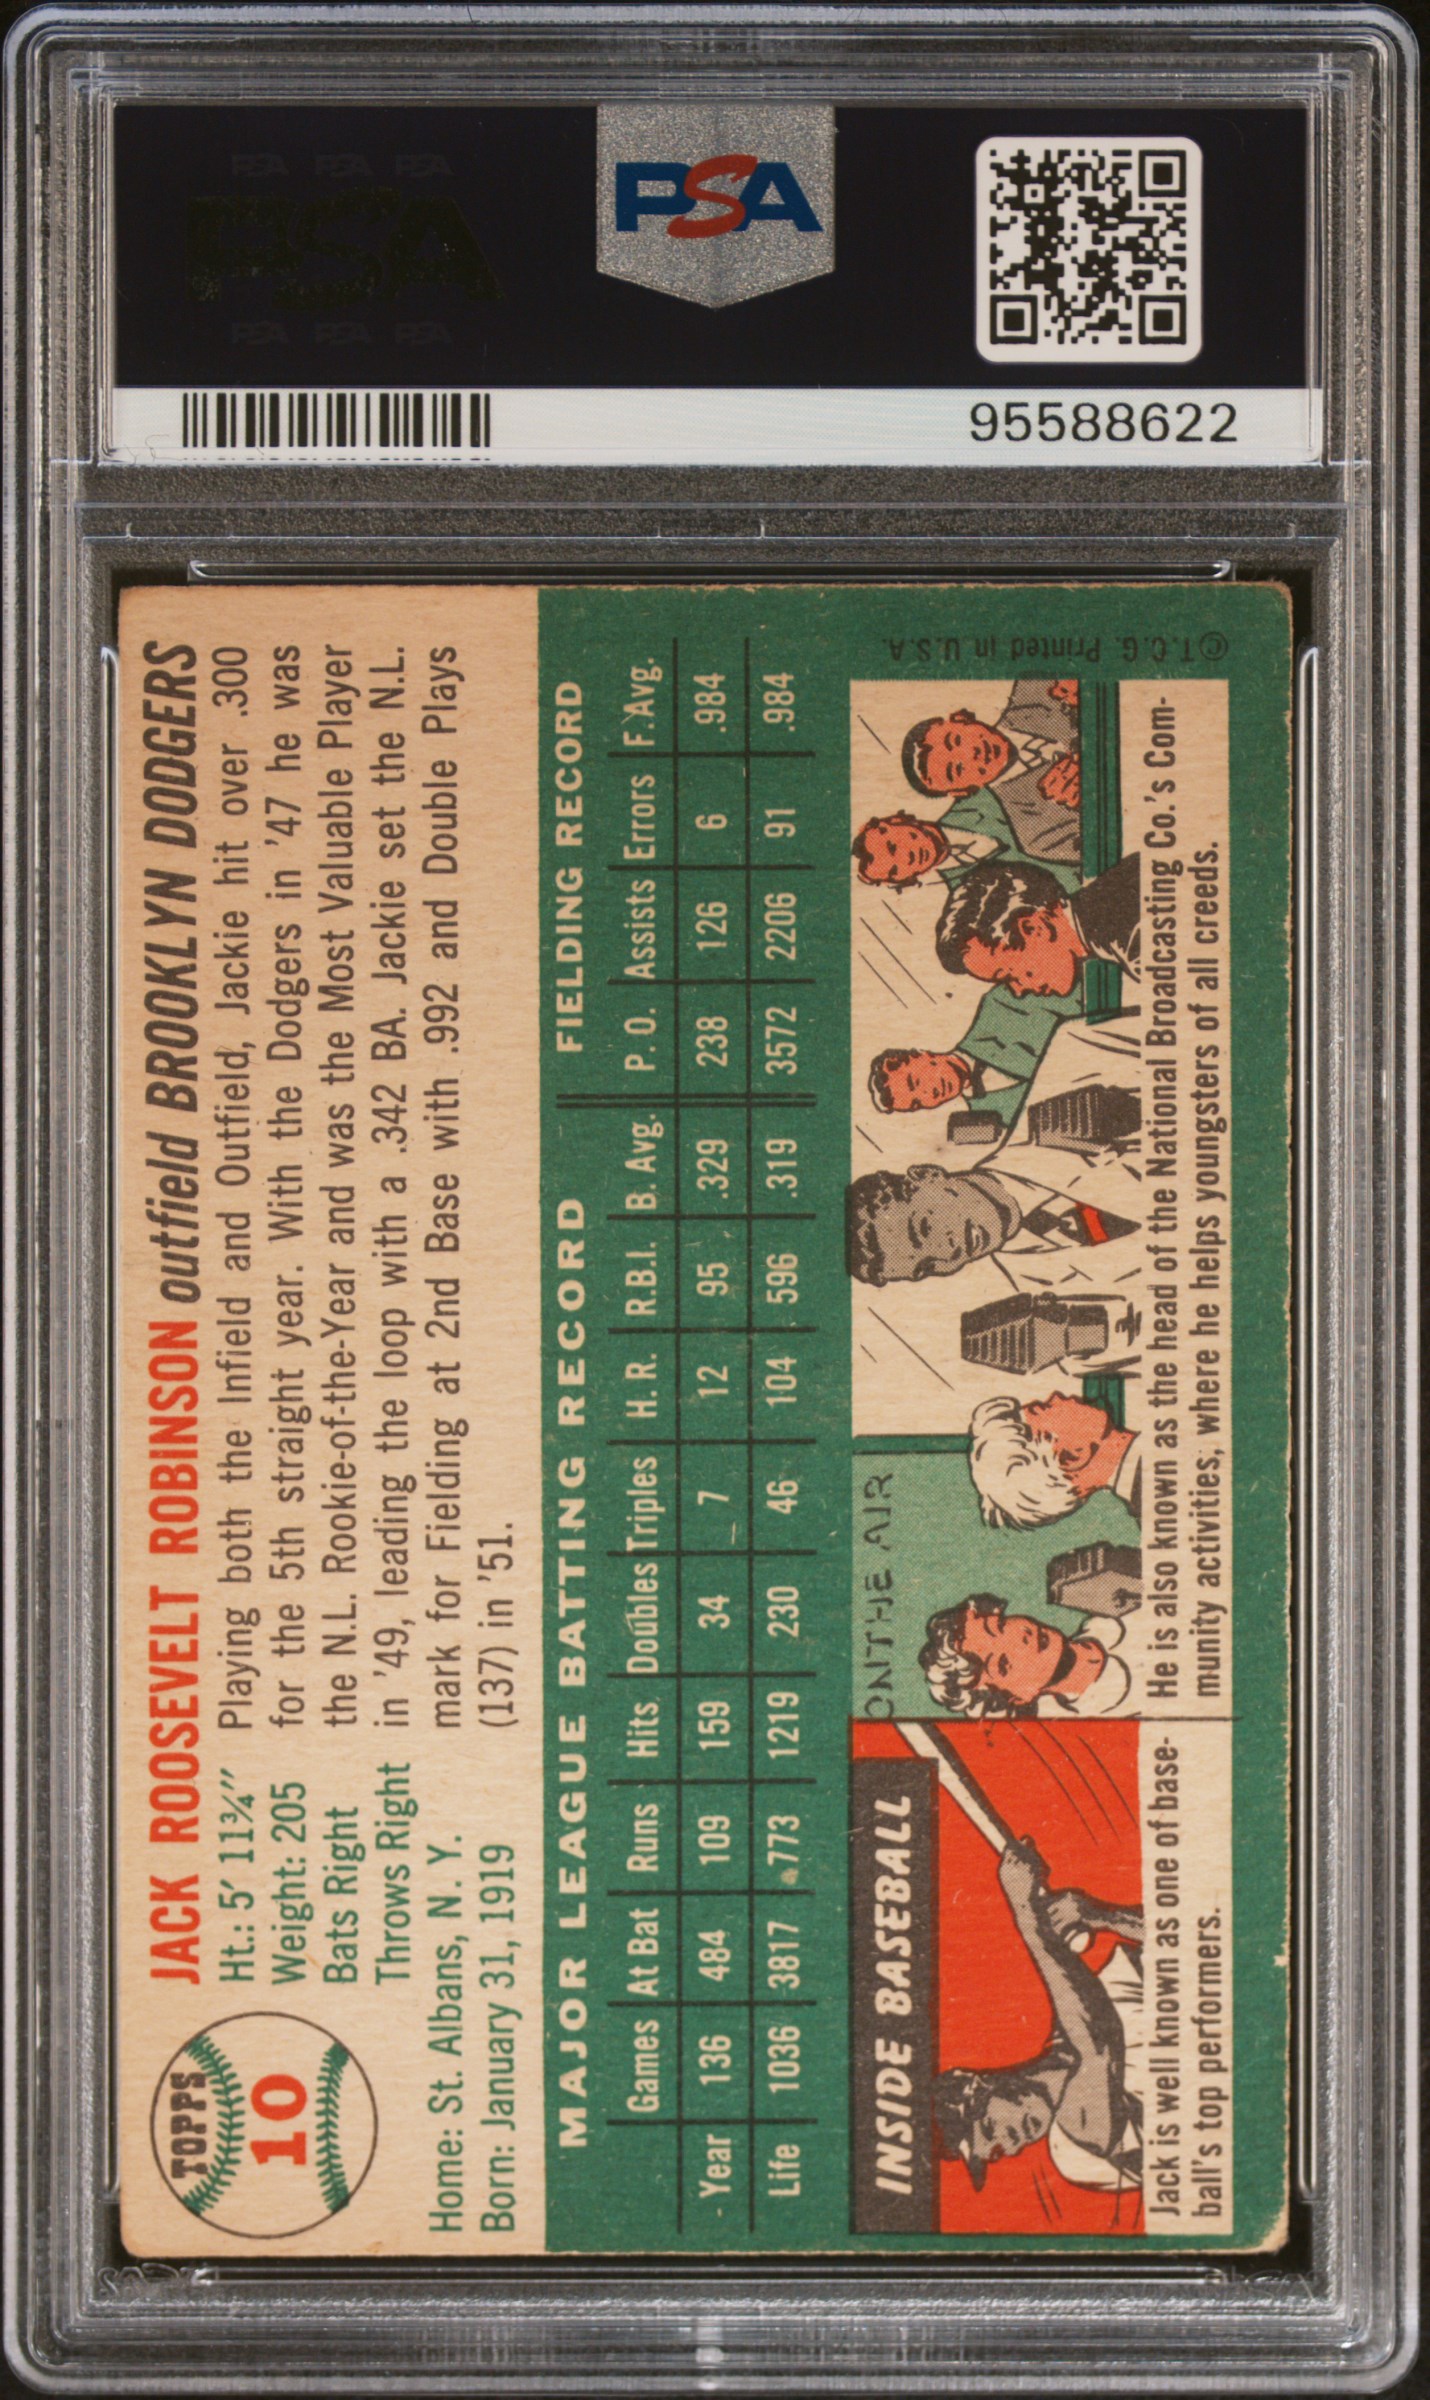 PSA PSA PSA
PSA
PSA PSA PSA
PSA
95588622
TOPPS
10
JACK ROOSEVELT ROBINSON outfield BROOKLYN DODGERS
Ht.: 5' 11¾"
Weight: 205
Bats Right
Throws Right
Home: St. Albans, N. Y.
Born: January 31, 1919
Playing both the Infield and Outfield, Jackie hit over .300
for the 5th straight year. With the Dodgers in '47 he was
the N.L. Rookie-of-the-Year and was the Most Valuable Player
in '49, leading the loop with a .342 BA. Jackie set the N.L.
mark for Fielding at 2nd Base with .992 and Double Plays
(137) in '51.
MAJOR LEAGUE BATTING RECORD FIELDING RECORD
Games At Bat Runs Hits Doubles Triples H. R. R.B.I. B. Avg. P. O. Assists Errors F. Avg.
Year 136 484 109 159 34 7 12 95 .329 238 126 6 .984
Life 1036 3817 773 1219 230 46 104 596 .319 3572 2206 91 .984
INSIDE BASEBALL
ON THE AIR
Jack is well known as one of base-
ball's top performers.
He is also known as the head of the National Broadcasting Co.'s Com-
munity activities, where he helps youngsters of all creeds.
©T.C.G. Printed in U.S.A.